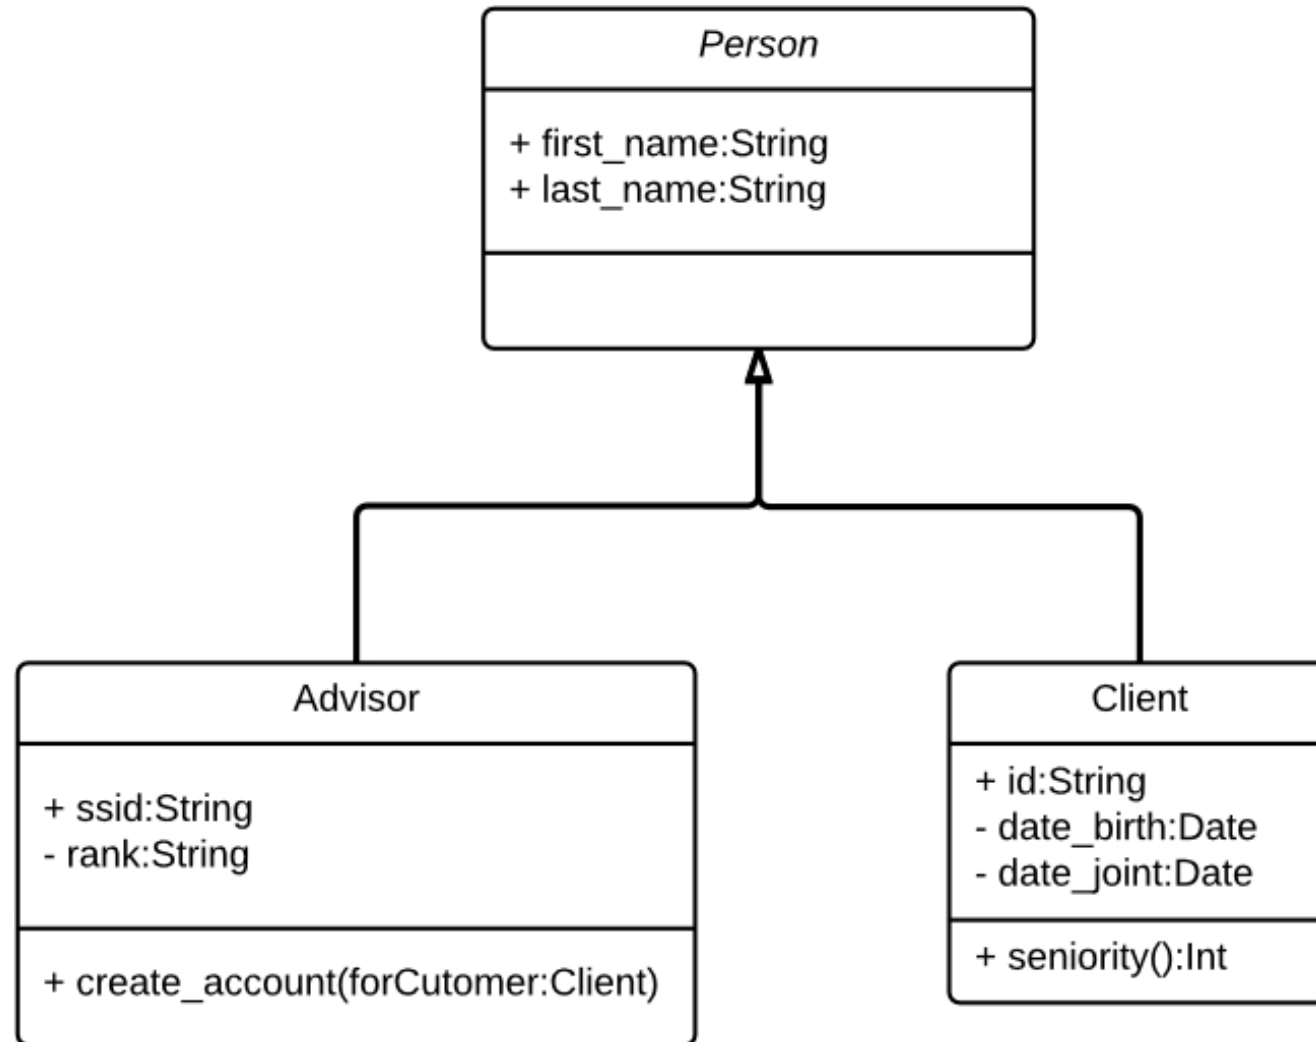 Person
+ first_name:String
+ last_name:String
Advisor
+ ssid:String
- rank:String
+ create_account(forCutomer:Client)
Client
+ id:String
- date_birth:Date
- date_joint:Date
+ seniority():Int